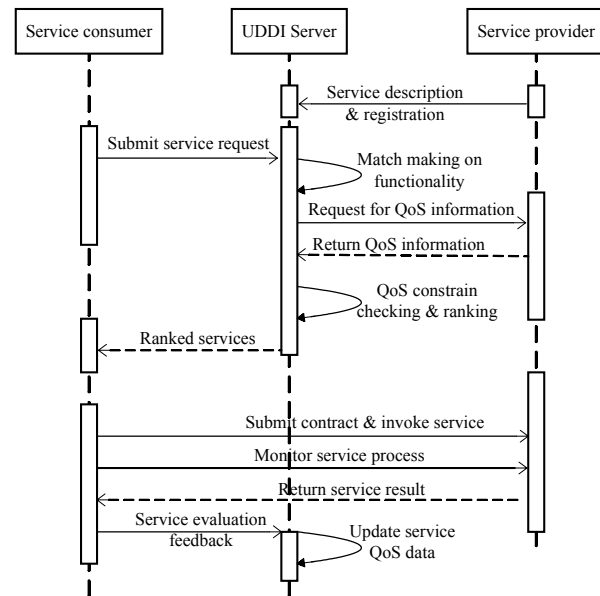 Service consumer
UDDI Server
Service provider
Service description
& registration
Submit service request
Match making on
functionality
Request for QoS information
Return QoS information
QoS constrain
checking & ranking
Ranked services
Submit contract & invoke service
Monitor service process
Return service result
Service evaluation
feedback
Update service
QoS data